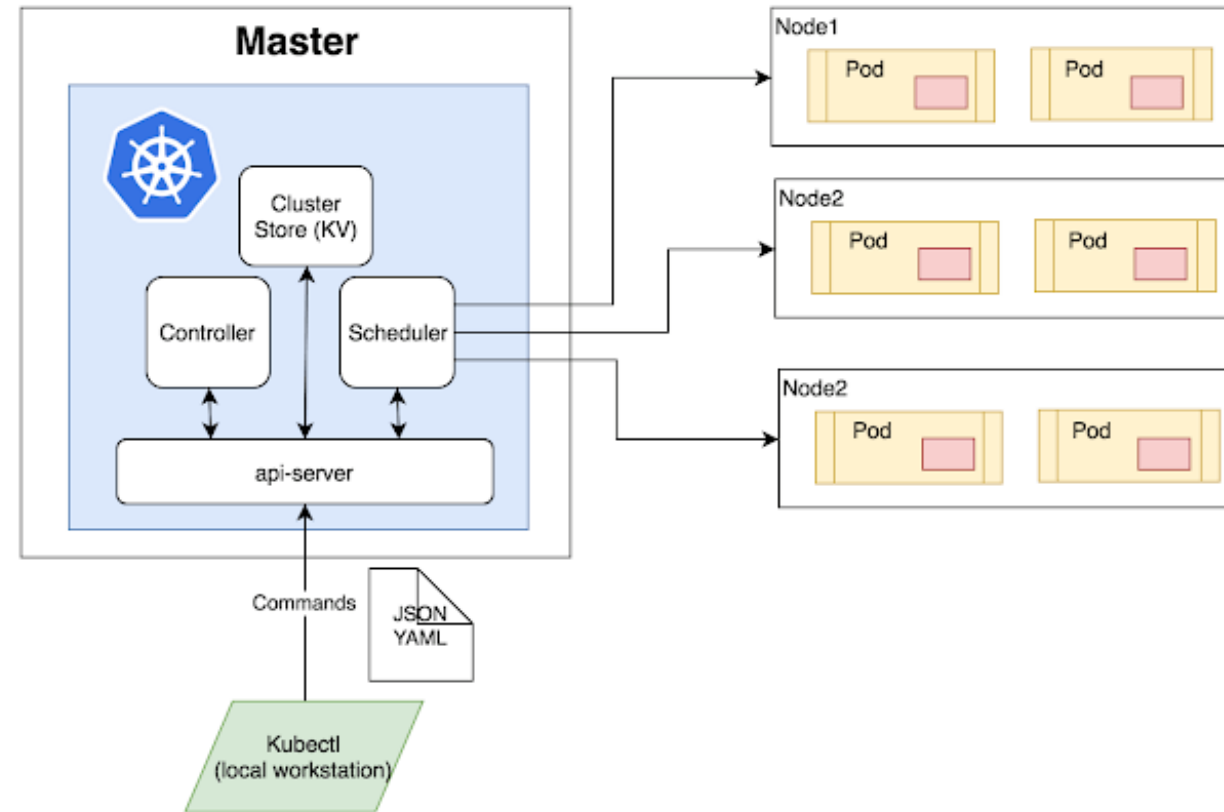 Master
Cluster
Store (KV)
Controller
Scheduler
api-server
Commands
JSON
YAML
Kubectl
(local workstation)
Node1
Pod
Pod
Node2
Pod
Pod
Node2
Pod
Pod